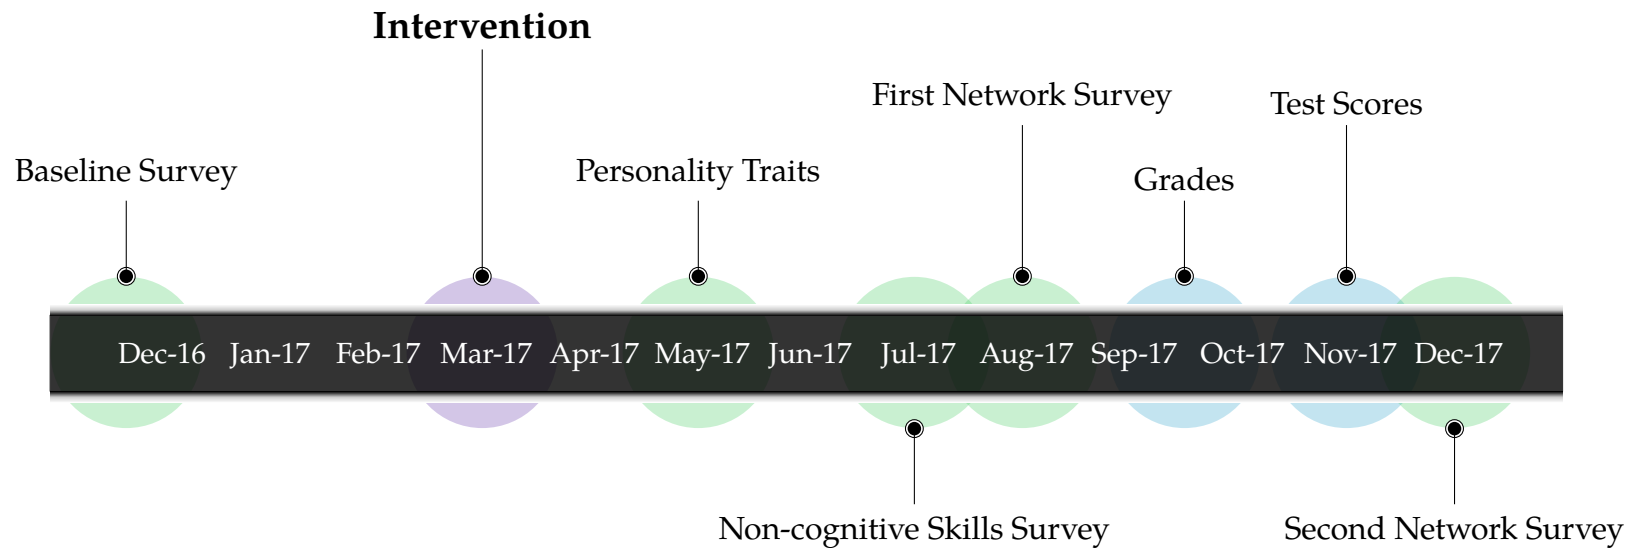 Intervention
First Network Survey
Test Scores
Baseline Survey
Personality Traits
Grades
Dec-16 Jan-17 Feb-17 Mar-17 Apr-17 May-17 Jun-17 Jul-17 Aug-17 Sep-17 Oct-17 Nov-17 Dec-17
Non-cognitive Skills Survey
Second Network Survey